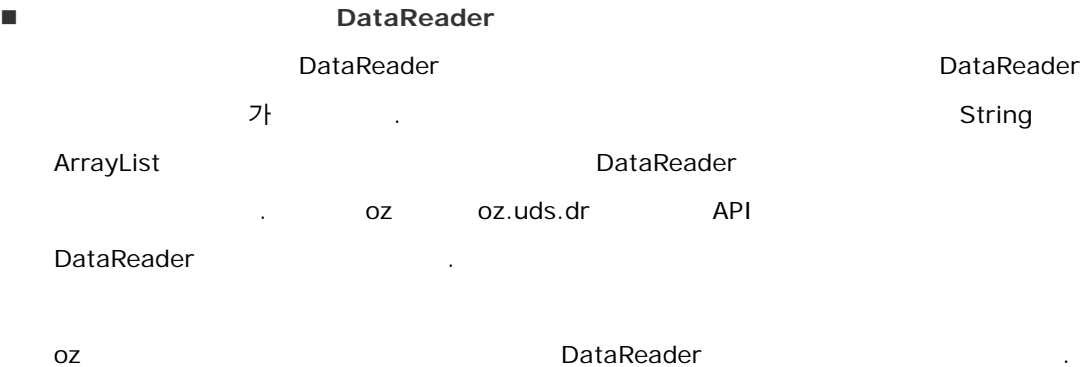 ■ DataReader
DataReader DataReader
가 . String
ArrayList DataReader
. oz oz.uds.dr API
DataReader .
oz DataReader .